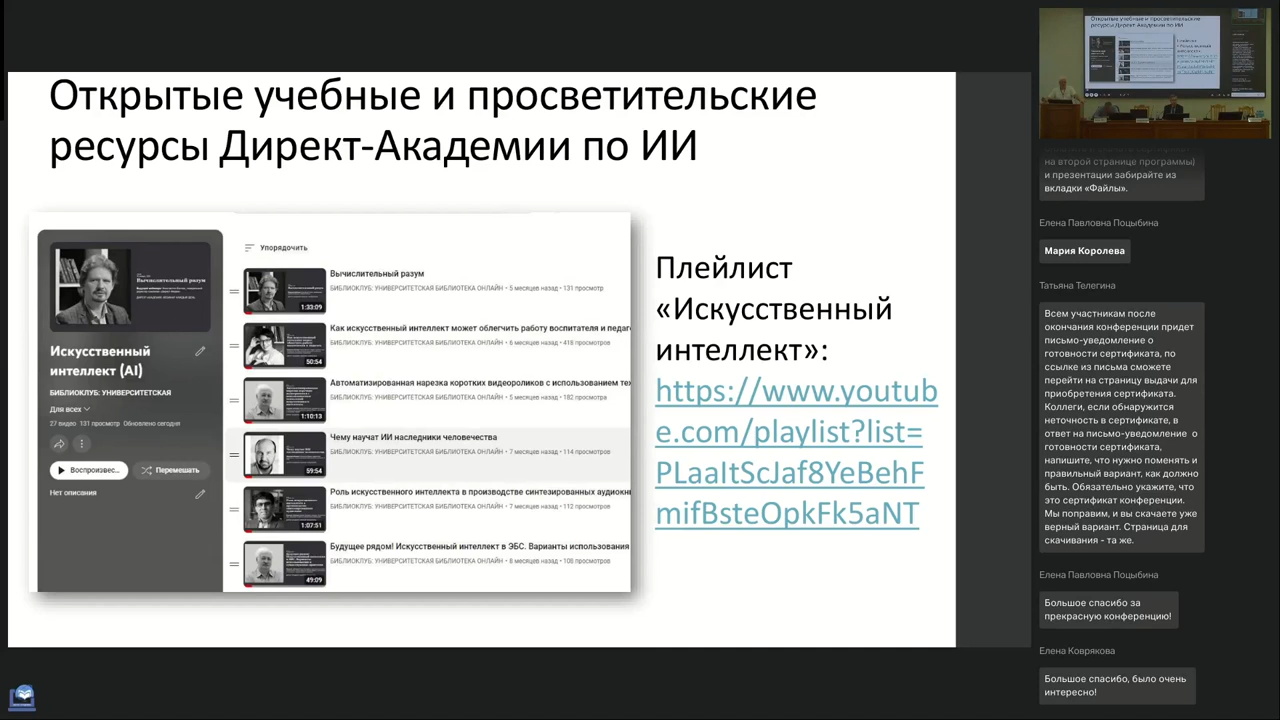 Открытые учебные и просветительские
ресурсы Директ-Академии по ИИ
Вычислительный разум
Искусственный
интеллект (AI)
БИБЛИОКЛУБ: УНИВЕРСИТЕТСКАЯ
Для всех
27 видео 131 просмотр Обновлено сегодня
Воспроизвес...
Перемешать
Нет описания
Упорядочить
1:33:09
Вычислительный разум
БИБЛИОКЛУБ: УНИВЕРСИТЕТСКАЯ БИБЛИОТЕКА ОНЛАЙН • 5 месяцев назад • 131 просмотр
50:54
Как искусственный интеллект может облегчить работу воспитателя и педаго
БИБЛИОКЛУБ: УНИВЕРСИТЕТСКАЯ БИБЛИОТЕКА ОНЛАЙН • 6 месяцев назад • 418 просмотров
1:10:13
Автоматизированная нарезка коротких видеороликов с использованием тех
БИБЛИОКЛУБ: УНИВЕРСИТЕТСКАЯ БИБЛИОТЕКА ОНЛАЙН • 5 месяцев назад • 182 просмотра
59:54
Чему научат ИИ наследники человечества
БИБЛИОКЛУБ: УНИВЕРСИТЕТСКАЯ БИБЛИОТЕКА ОНЛАЙН • 7 месяцев назад • 114 просмотров
1:07:51
Роль искусственного интеллекта в производстве синтезированных аудиокни
БИБЛИОКЛУБ: УНИВЕРСИТЕТСКАЯ БИБЛИОТЕКА ОНЛАЙН • 7 месяцев назад • 112 просмотров
49:09
Будущее рядом! Искусственный интеллект в ЭБС. Варианты использования
БИБЛИОКЛУБ: УНИВЕРСИТЕТСКАЯ БИБЛИОТЕКА ОНЛАЙН • 8 месяцев назад • 108 просмотров
Плейлист
«Искусственный
интеллект»:
https://www.youtub
e.com/playlist?list=
PLaaItScJaf8YeBehF
mifBsteOpkFk5aNT
Открытые учебные и просветительские
ресурсы Директ-Академии по ИИ
на второй странице программы)
и презентации забирайте из
вкладки «Файлы».
Елена Павловна Поцыбина
Мария Королева
Татьяна Телегина
Всем участникам после
окончания конференции придет
письмо-уведомление о
готовности сертификата, по
ссылке из письма сможете
перейти на страницу выдачи для
приобретения сертификата.
Коллеги, если обнаружится
неточность в сертификате, в
ответ на письмо-уведомление о
готовности сертификата,
напишите, что нужно поменять и
правильный вариант, как должно
быть. Обязательно укажите, что
это сертификат конференции.
Мы поправим, и вы скачаете уже
верный вариант. Страница для
скачивания - та же.
Елена Павловна Поцыбина
Большое спасибо за
прекрасную конференцию!
Елена Коврякова
Большое спасибо, было очень
интересно!